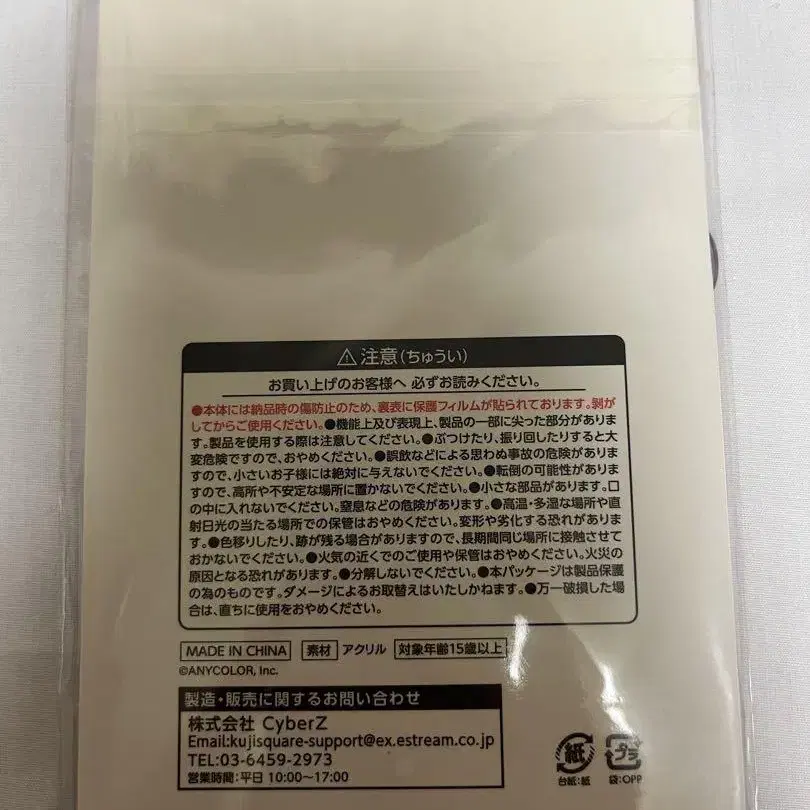 ⚠注意(ちゅうい)
お買い上げのお客様へ 必ずお読みください。
●本体には納品時の傷防止のため、裏表に保護フィルムが貼られております。剥が
してからご使用ください。●機能上及び表現上、製品の一部に尖った部分がありま
す。製品を使用する際は注意してください。●ぶつけたり、振り回したりすると大
変危険ですので、おやめください。●誤飲などによる思わぬ事故の危険があります
ますので、小さいお子様には絶対に与えないでください。●転倒の可能性があります
ますので、高所や不安定な場所に置かないでください。●小さな部品があります。口
の中に入れないでください。窒息などの危険があります。●高温・多湿な場所や直
射日光の当たる場所での保管はおやめください。変形や劣化する恐れがありま
す。●色移りしたり、跡が残る場合がありますので、長期間同じ場所に接触させて
おかないでください。●火気の近くでのご使用や保管はおやめください。火災の
原因となる恐れがあります。●分解しないでください。●本パッケージは製品保護
の為のものです。ダメージによるお取替えはいたしかねます。●万一破損した場
合は、直ちに使用をおやめください。
MADE IN CHINA 素材 アクリル 対象年齢15歳以上
©ANYCOLOR, Inc.
製造・販売に関するお問い合わせ
株式会社 CyberZ
Email:kujisquare-support@ex.estream.co.jp
TEL:03-6459-2973
営業時間:平日 10:00〜17:00
紙 プラ
台紙:紙 袋:OPP